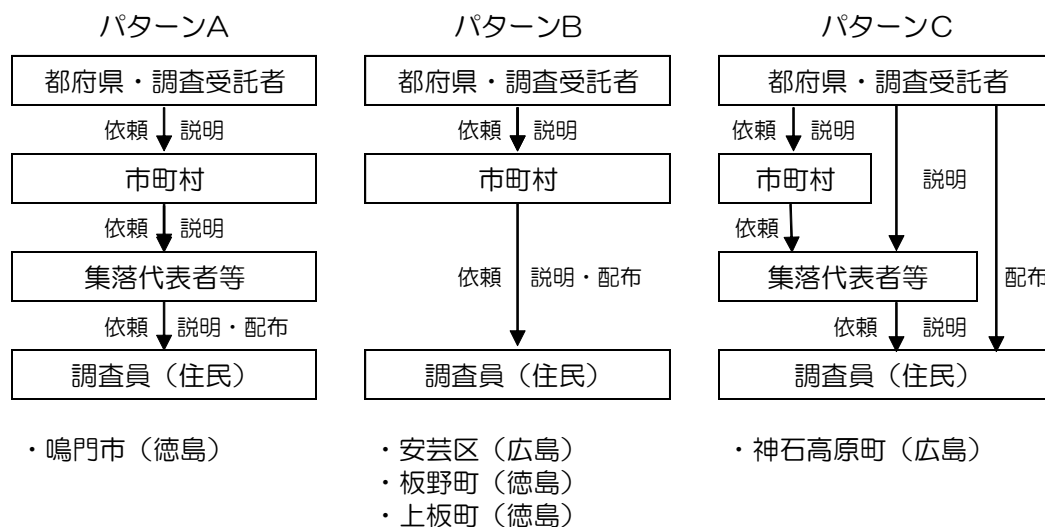 パターンA
都府県・調査受託者
依頼 説明
市町村
依頼 説明
集落代表者等
依頼 説明・配布
調査員（住民）
・鳴門市（徳島）
パターンB
都府県・調査受託者
依頼 説明
市町村
依頼 説明・配布
調査員（住民）
・安芸区（広島）
・板野町（徳島）
・上板町（徳島）
パターンC
都府県・調査受託者
依頼 説明
市町村
説明
依頼
集落代表者等
配布
依頼 説明
調査員（住民）
・神石高原町（広島）